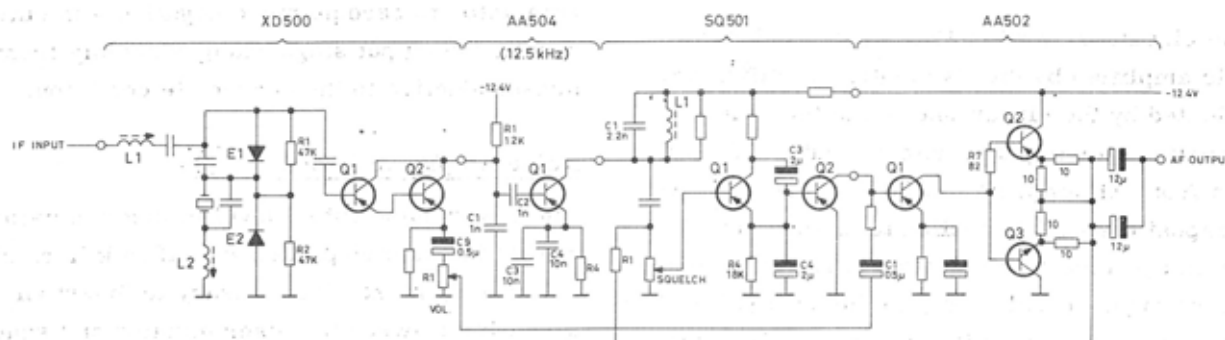 XD500 AA504 SQ501 AA502
(12.5 kHz)
-12.4V
-12.4V
IF INPUT
L1
E1
E2
L2
R1
47K
R2
47K
Q1
Q2
C9
0.5µ
R1
VOL.
R1
1.2K
C1
1n
C2
1n
Q1
C3
10n
C4
10n
R4
C1
2.2n
L1
R1
SQUELCH
Q1
C3
2µ
R4
18K
C4
2µ
Q2
C1
0.5µ
Q1
R7
82
Q2
Q3
10
10
10
10
12µ
12µ
AF OUTPUT